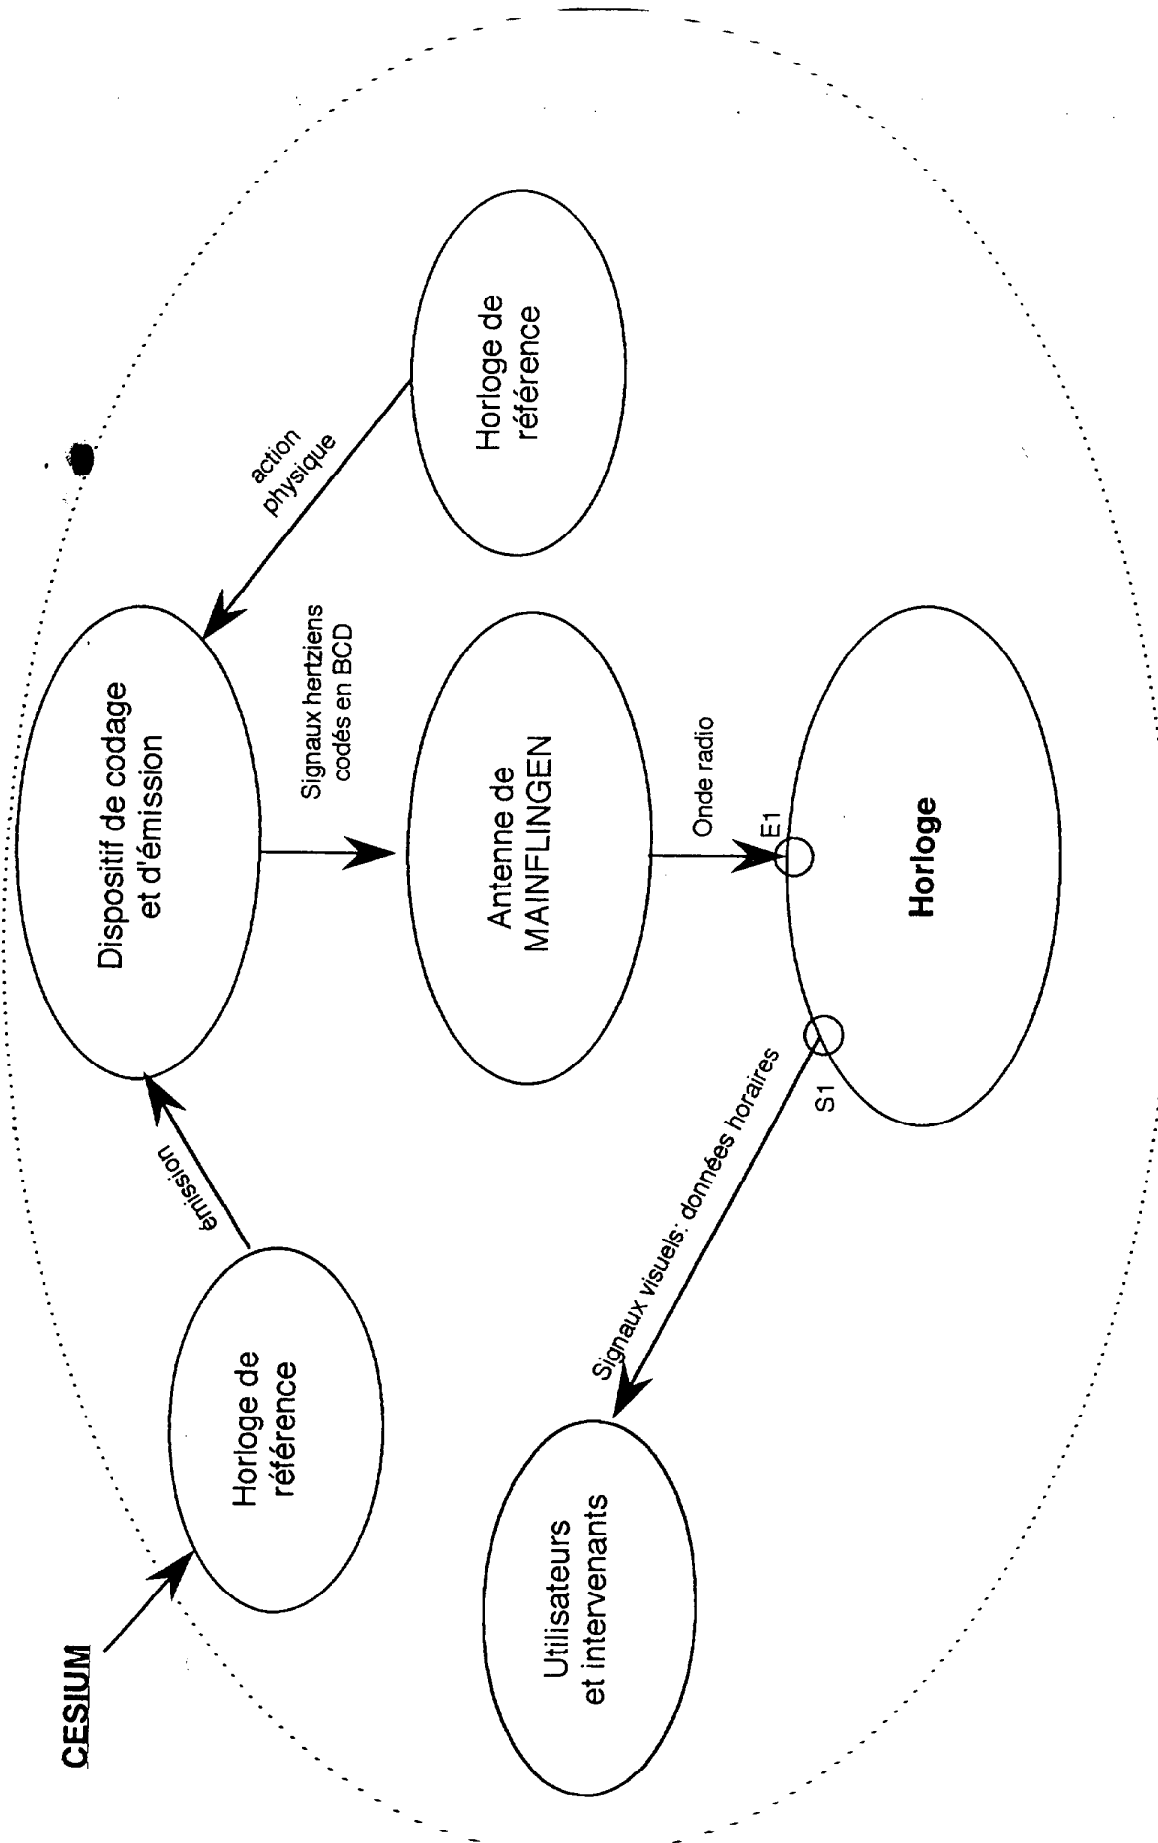 CESIUM
Horloge de
référence
émission
Dispositif de codage
et d'émission
action
physique
Horloge de
référence
Signaux hertziens
codés en BCD
Antenne de
MAINFLINGEN
Onde radio
E1
Horloge
S1
Signaux visuels: données horaires
Utilisateurs
et intervenants